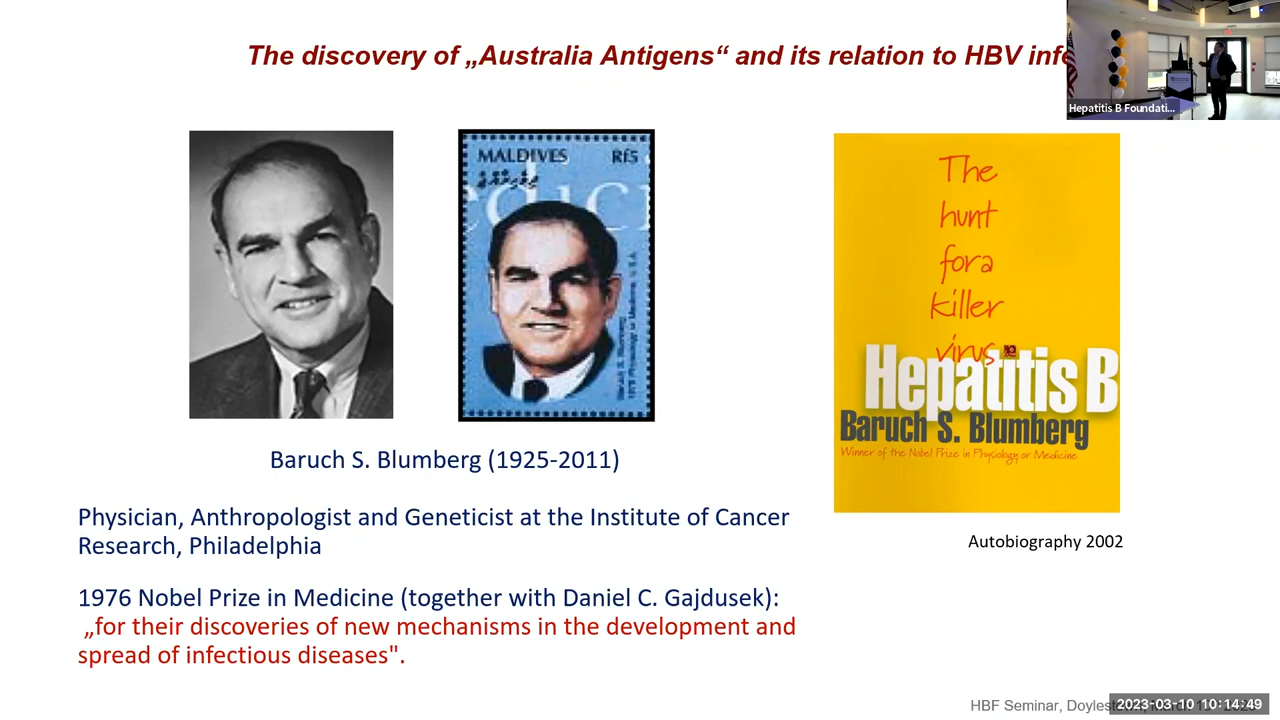 The discovery of „Australia Antigens“ and its relation to HBV infe
Hepatitis B Foundati...
MALDIVES Rf5
The
hunt
for a
killer
virus
Hepatitis B
Baruch S. Blumberg
Winner of the Nobel Prize in Physiology or Medicine
Baruch S. Blumberg (1925-2011)
Physician, Anthropologist and Geneticist at the Institute of Cancer
Research, Philadelphia
Autobiography 2002
1976 Nobel Prize in Medicine (together with Daniel C. Gajdusek):
„for their discoveries of new mechanisms in the development and
spread of infectious diseases".
HBF Seminar, Doylest
2023-03-10 10:14:49